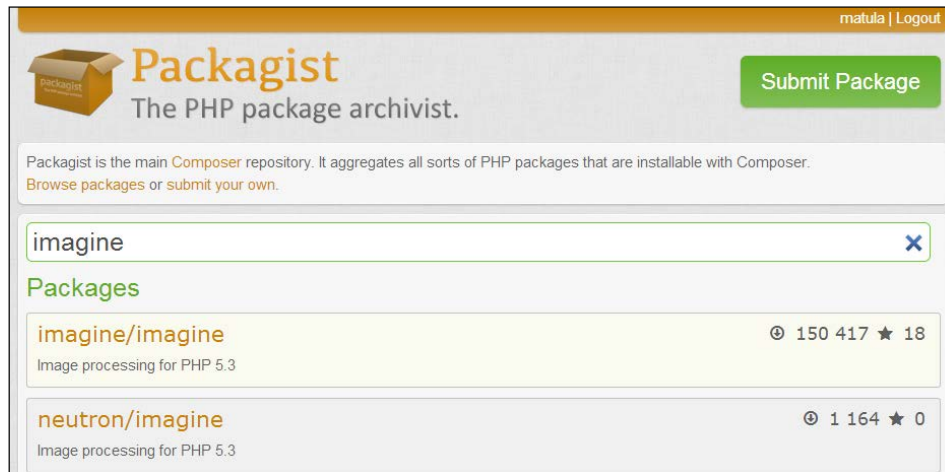 matula | Logout
packagist
Packagist
The PHP package archivist.
Submit Package
Packagist is the main Composer repository. It aggregates all sorts of PHP packages that are installable with Composer.
Browse packages or submit your own.
imagine
Packages
imagine/imagine
150 417 ★ 18
Image processing for PHP 5.3
neutron/imagine
1 164 ★ 0
Image processing for PHP 5.3